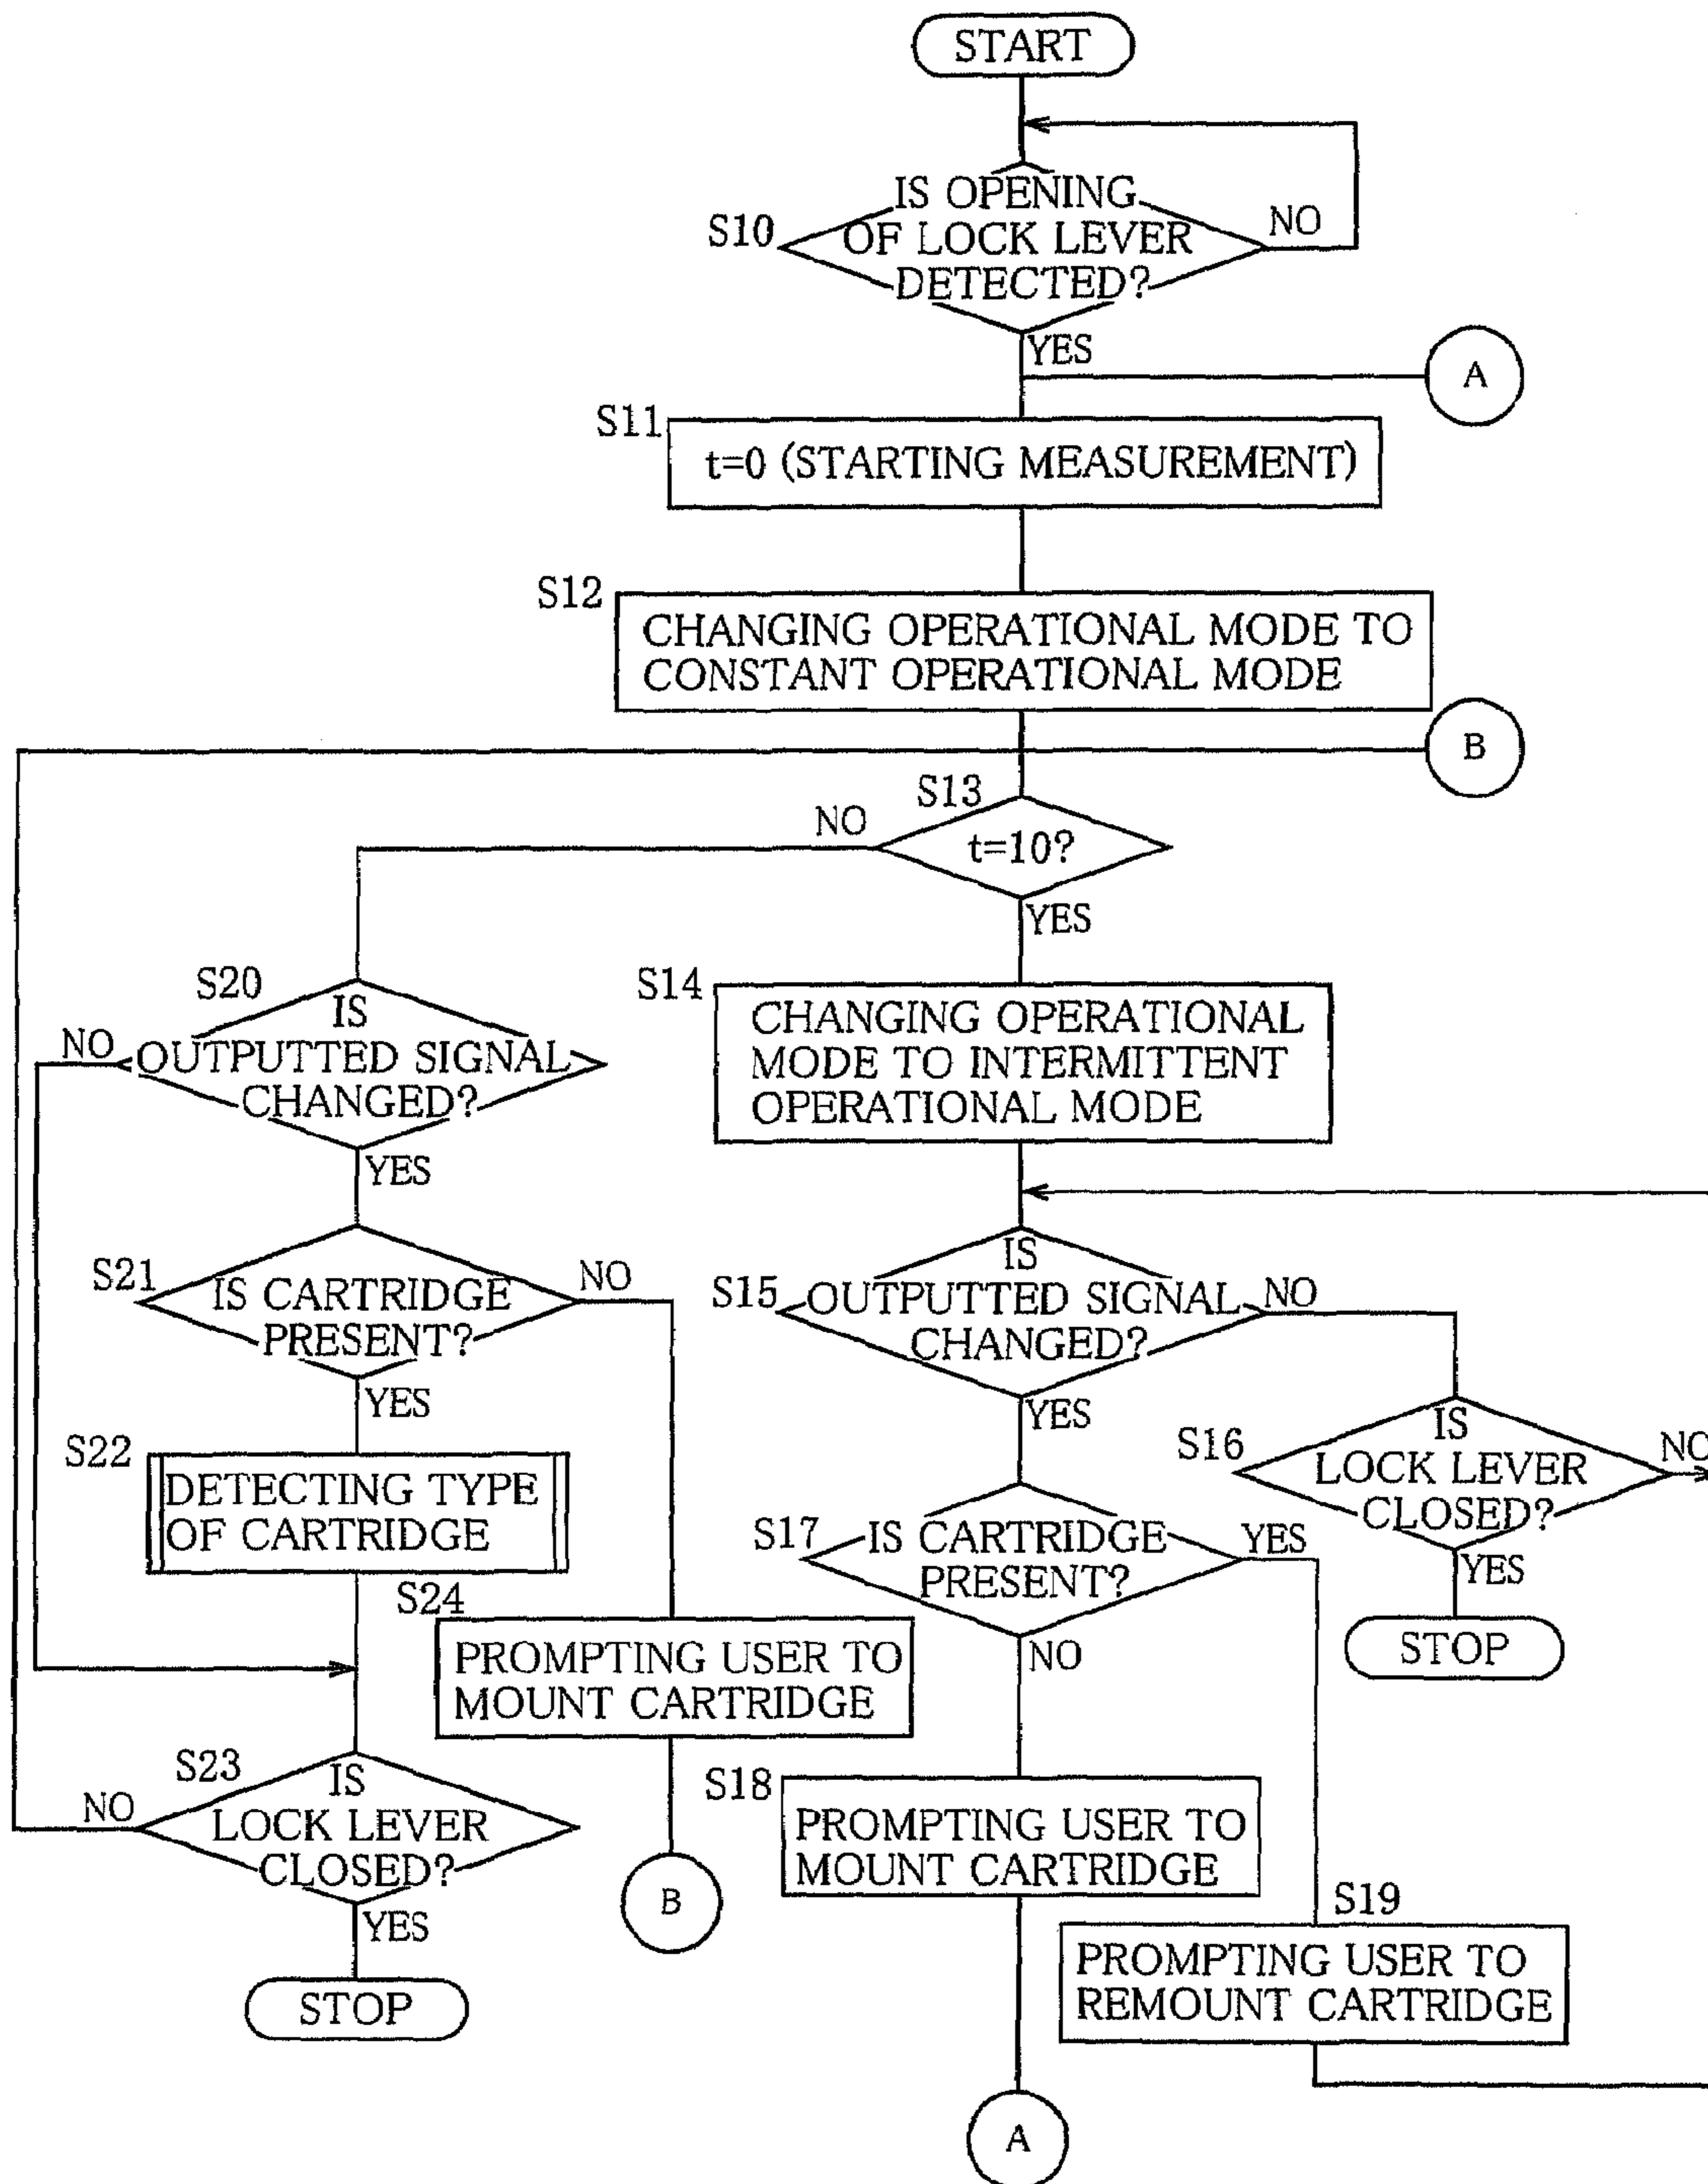 START
IS OPENING
OF LOCK LEVER
DETECTED?
S10
NO
YES
A
S11
t=0 (STARTING MEASUREMENT)
S12
CHANGING OPERATIONAL MODE TO
CONSTANT OPERATIONAL MODE
B
S13
NO
t=10?
YES
S20
IS
OUTPUTTED SIGNAL
CHANGED?
NO
YES
S14
CHANGING OPERATIONAL
MODE TO INTERMITTENT
OPERATIONAL MODE
S21
IS CARTRIDGE
PRESENT?
NO
YES
S15
IS
OUTPUTTED SIGNAL
CHANGED?
NO
YES
S16
IS
LOCK LEVER
CLOSED?
NO
YES
STOP
S22
DETECTING TYPE
OF CARTRIDGE
S17
IS CARTRIDGE
PRESENT?
YES
NO
S24
PROMPTING USER TO
MOUNT CARTRIDGE
B
S23
IS
LOCK LEVER
CLOSED?
NO
YES
STOP
S18
PROMPTING USER TO
MOUNT CARTRIDGE
A
S19
PROMPTING USER TO
REMOUNT CARTRIDGE